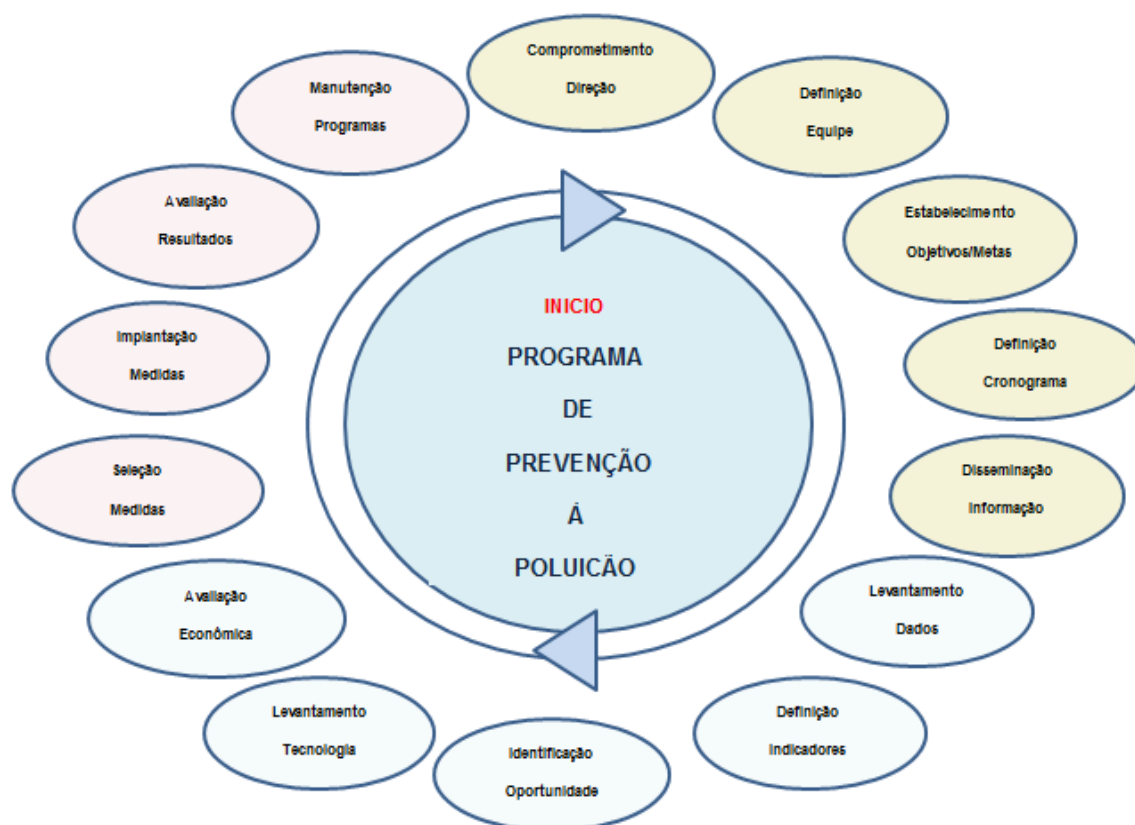 Comprometimento
Direção
Definição
Equipe
Estabelecimento
Objetivos/Metas
Definição
Cronograma
Disseminação
Informação
Levantamento
Dados
Definição
Indicadores
Identificação
Oportunidade
Levantamento
Tecnologia
Avaliação
Econômica
Seleção
Medidas
Implantação
Medidas
Avaliação
Resultados
Manutenção
Programas
INICIO
PROGRAMA
DE
PREVENÇÃO
Á
POLUICÃO